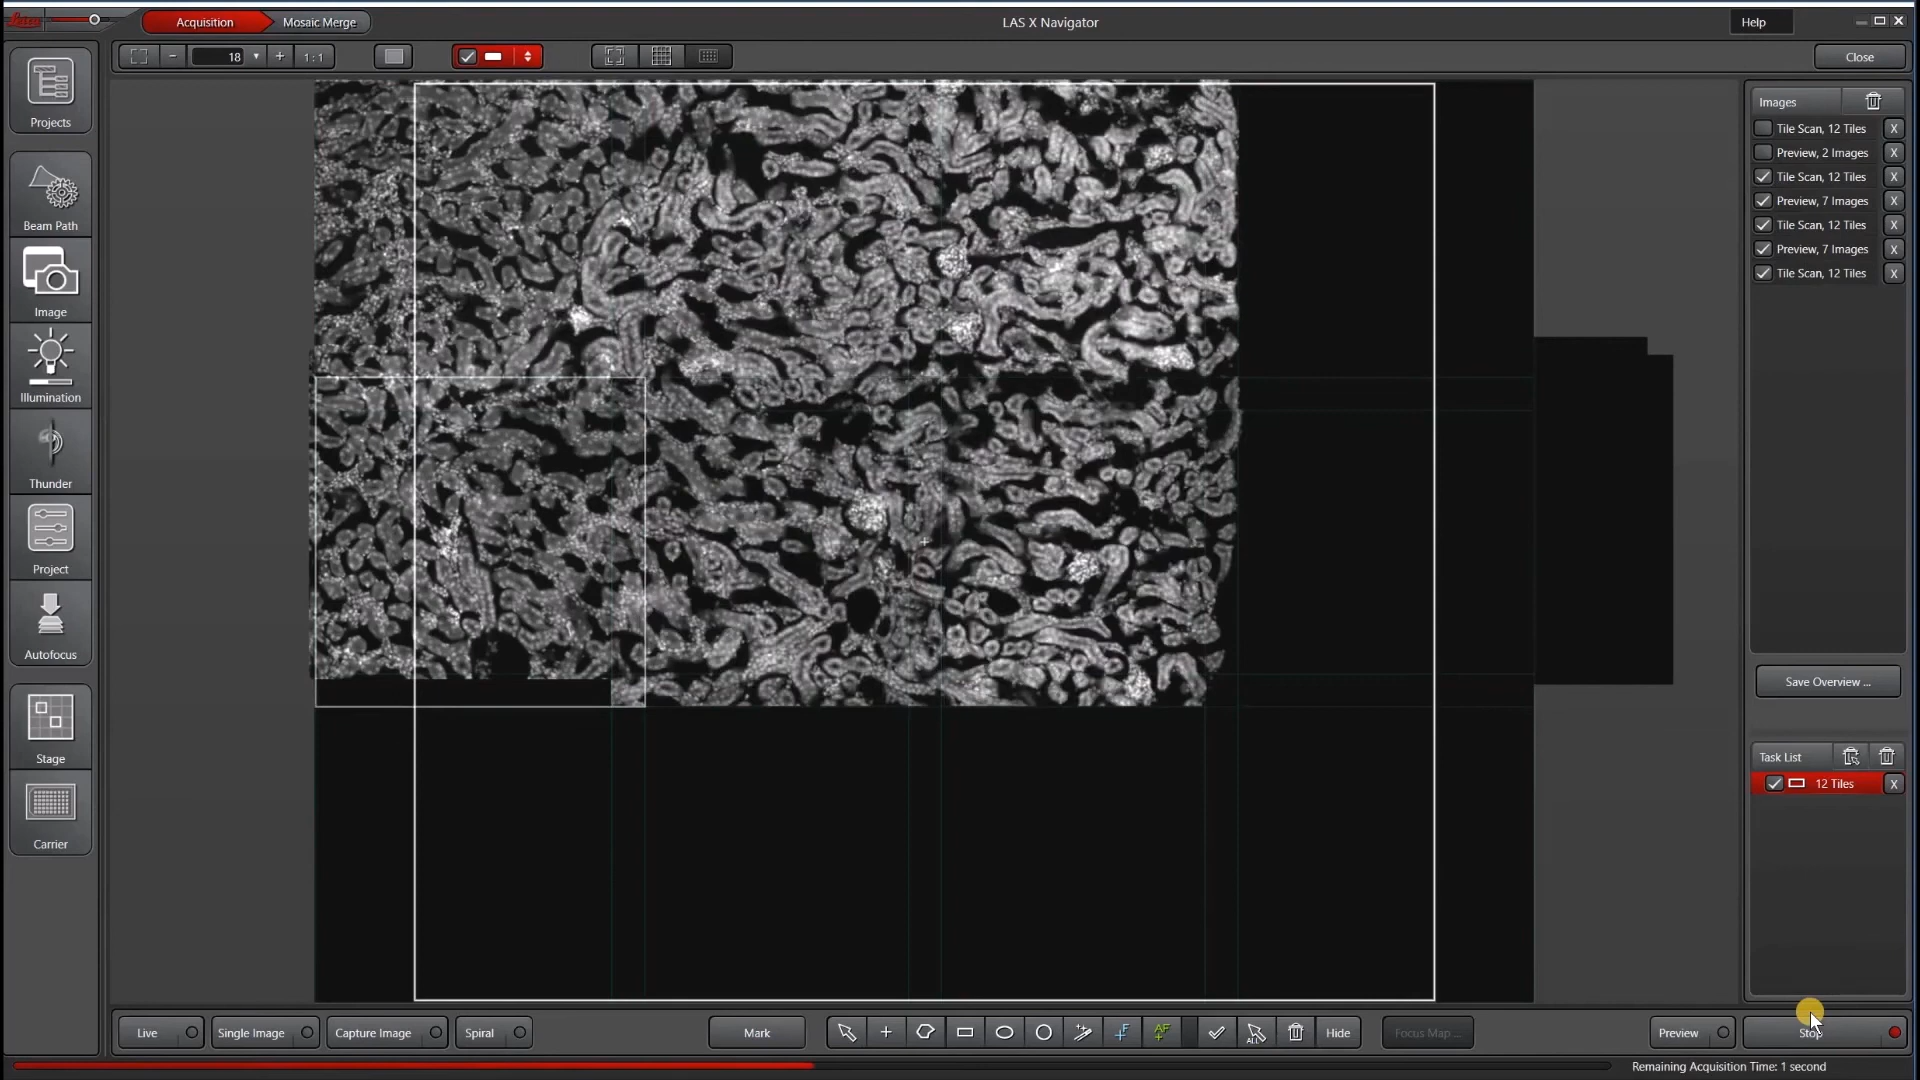 Leica
Acquisition
Mosaic Merge
LAS X Navigator
Help
18
1:1
Close
Projects
Beam Path
Image
Illumination
Thunder
Project
Autofocus
Stage
Carrier
Images
Tile Scan, 12 Tiles X
Preview, 2 Images X
Tile Scan, 12 Tiles X
Preview, 7 Images X
Tile Scan, 12 Tiles X
Preview, 7 Images X
Tile Scan, 12 Tiles X
Save Overview ...
Task List
12 Tiles X
Live
Single Image
Capture Image
Spiral
Mark
F
AF
ALL
Hide
Focus Map ...
Preview
Stop
Remaining Acquisition Time: 1 second